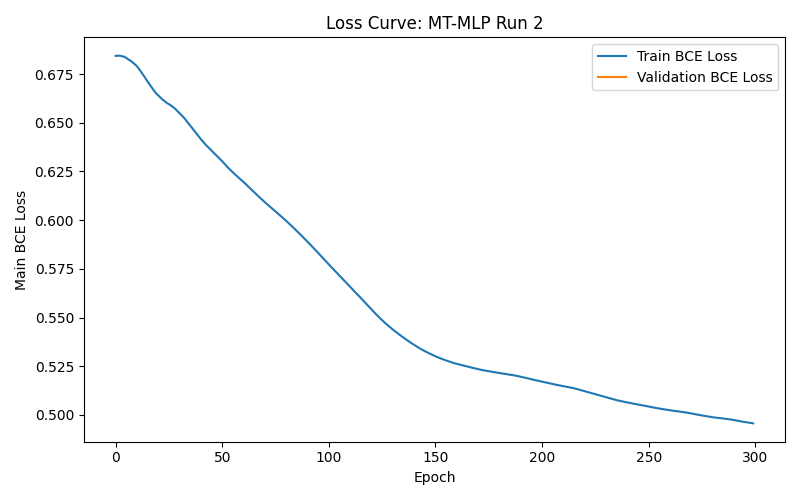 Loss Curve: MT-MLP Run 2
Train BCE Loss
Validation BCE Loss
Main BCE Loss
0.675
0.650
0.625
0.600
0.575
0.550
0.525
0.500
0 50 100 150 200 250 300
Epoch